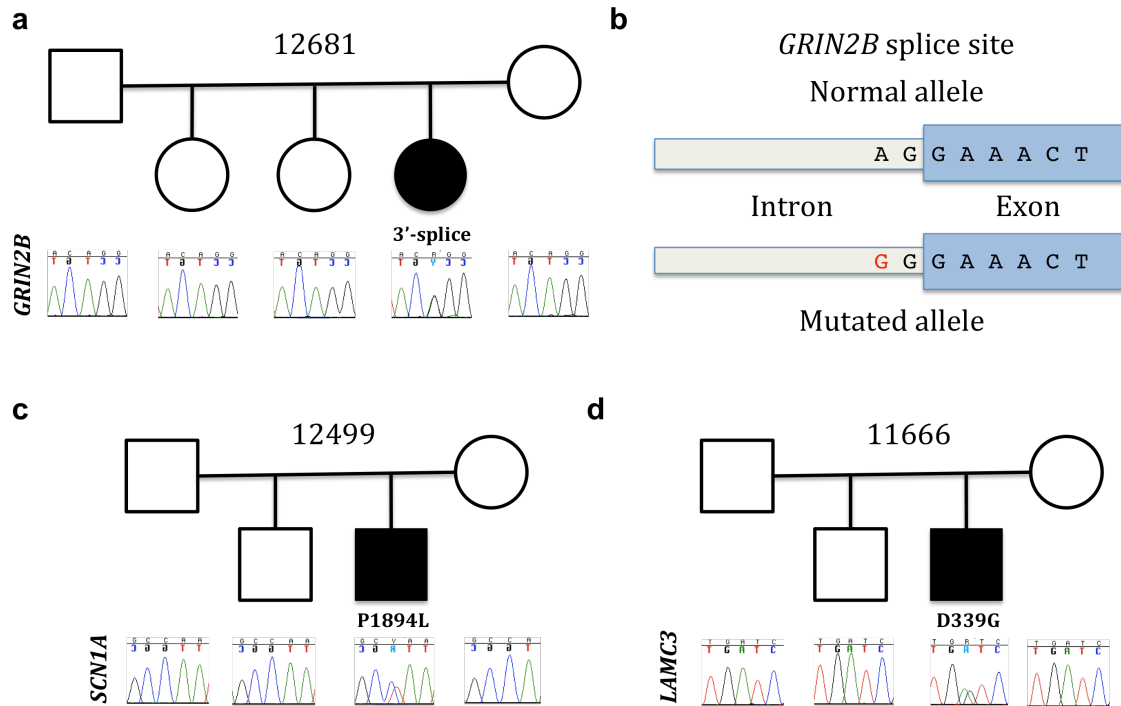 a
12681
3'-splice
GRIN2B
A C A G G
A C A G G
A C A G G
A C R G G
A C A G G
b
GRIN2B splice site
Normal allele
A G G A A A C T
Intron
Exon
G G G A A A C T
Mutated allele
c
12499
P1894L
SCN1A
G C C A A
G C C A A
G C Y A A
G C C A
d
11666
D339G
LAMC3
T G A T C
T G A T C
T G A T C
T G A T C
T G R T C
T G A T C
T G A T C
T G A T C